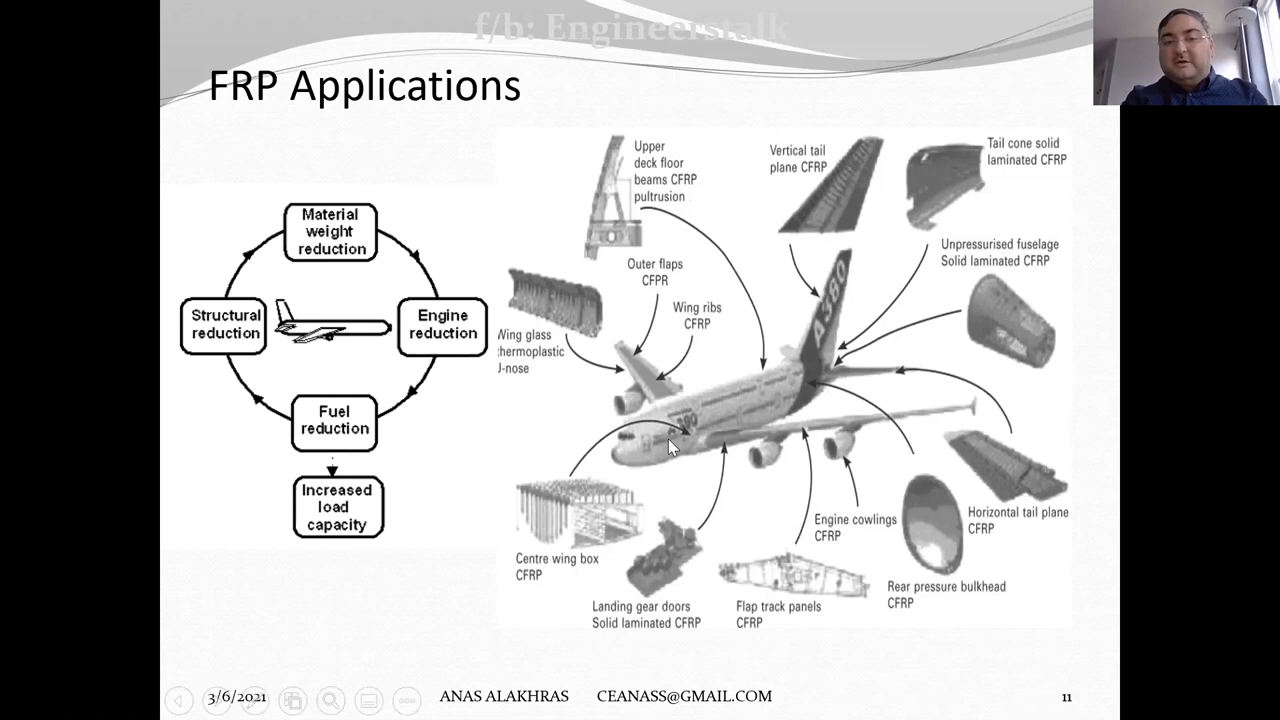 f/b: Engineerstalk
FRP Applications
Material
weight
reduction
Structural
reduction
Engine
reduction
Fuel
reduction
Increased
load
capacity
Upper
deck floor
beams CFRP
pultrusion
Vertical tail
plane CFRP
Tail cone solid
laminated CFRP
Outer flaps
CFPR
Wing ribs
CFRP
Unpressurised fuselage
Solid laminated CFRP
Wing glass
thermoplastic
J-nose
A380
Centre wing box
CFRP
Landing gear doors
Solid laminated CFRP
Flap track panels
CFRP
Engine cowlings
CFRP
Rear pressure bulkhead
CFRP
Horizontal tail plane
CFRP
3/6/2021
ANAS ALAKHRAS CEANASS@GMAIL.COM
11